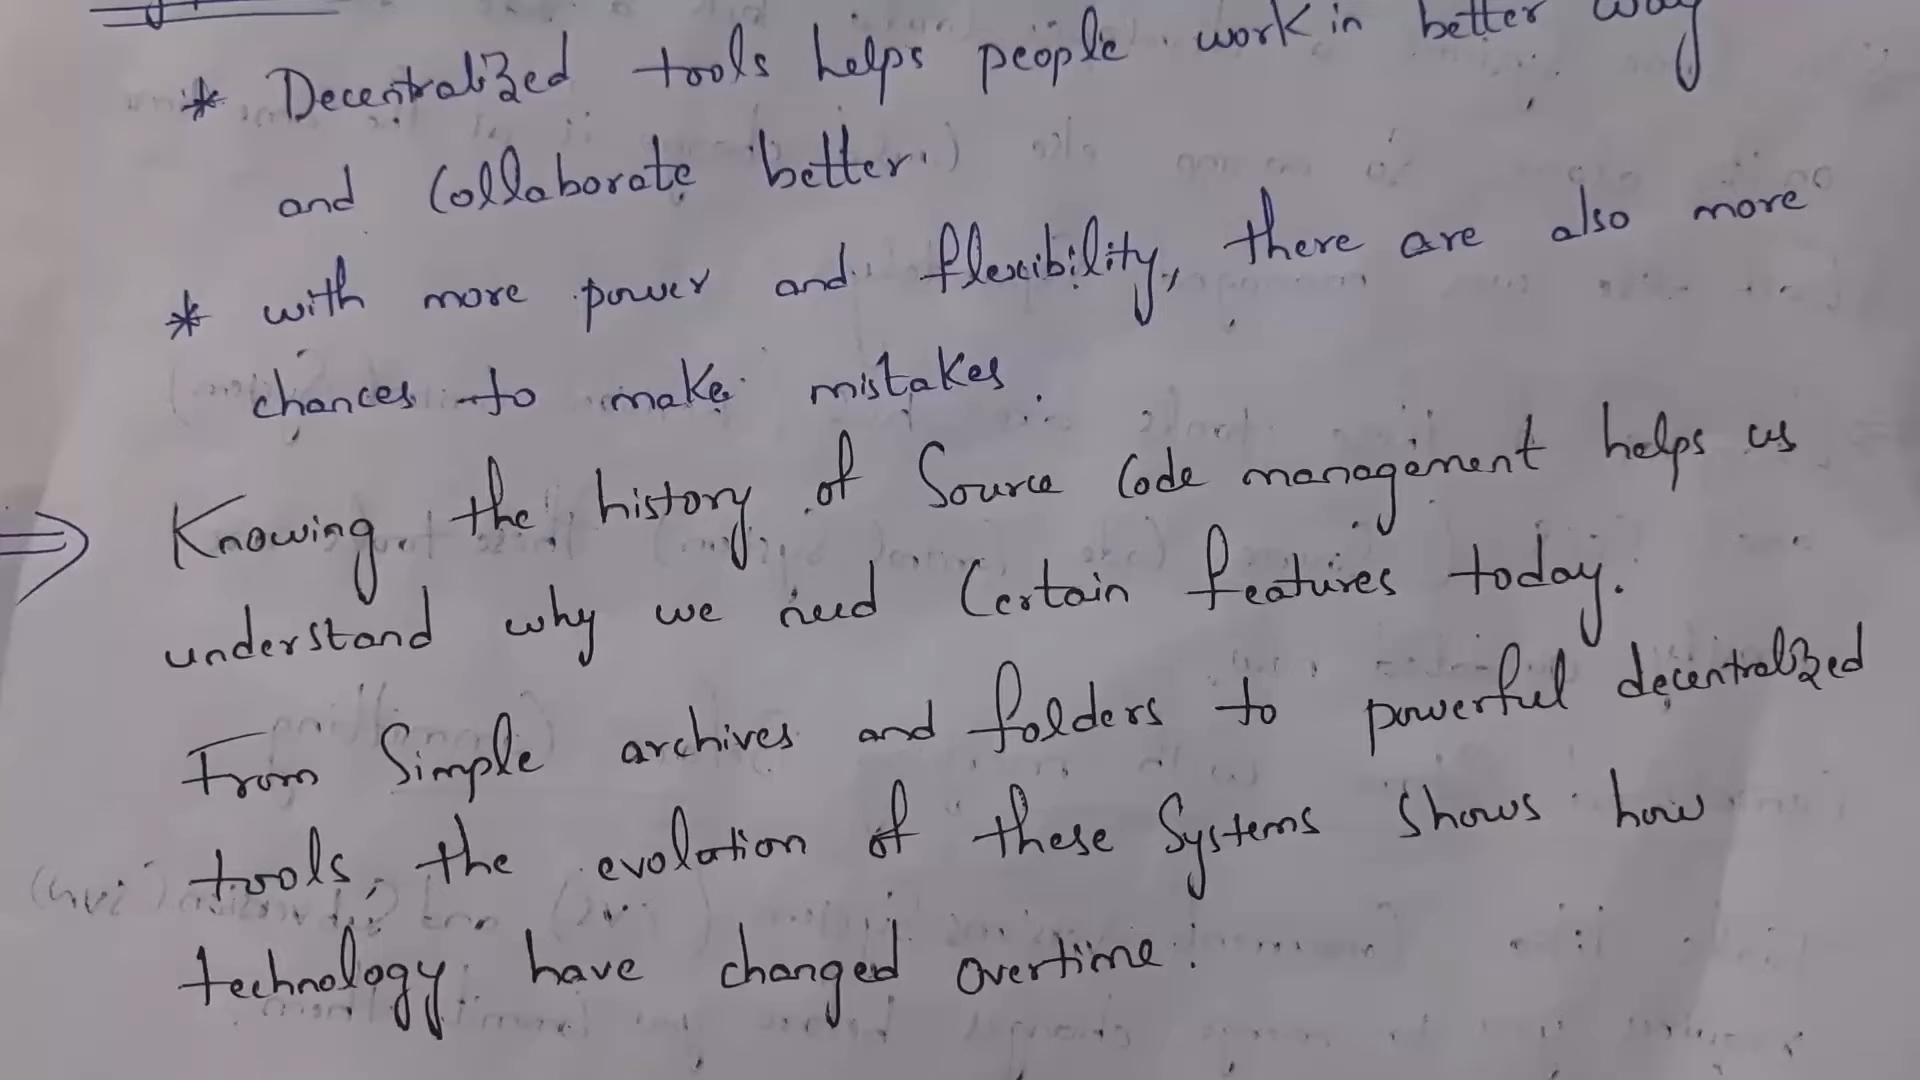 * Decentralized tools helps people work in better way
and Collaborate better.
* with more power and flexibility, there are also more
chances to make mistakes.
⇒ Knowing the history of Source Code management helps us
understand why we need Certain features today.
From Simple archives and folders to powerful decentralized
tools, the evolation of these Systems Shows how
technology have changed overtime.